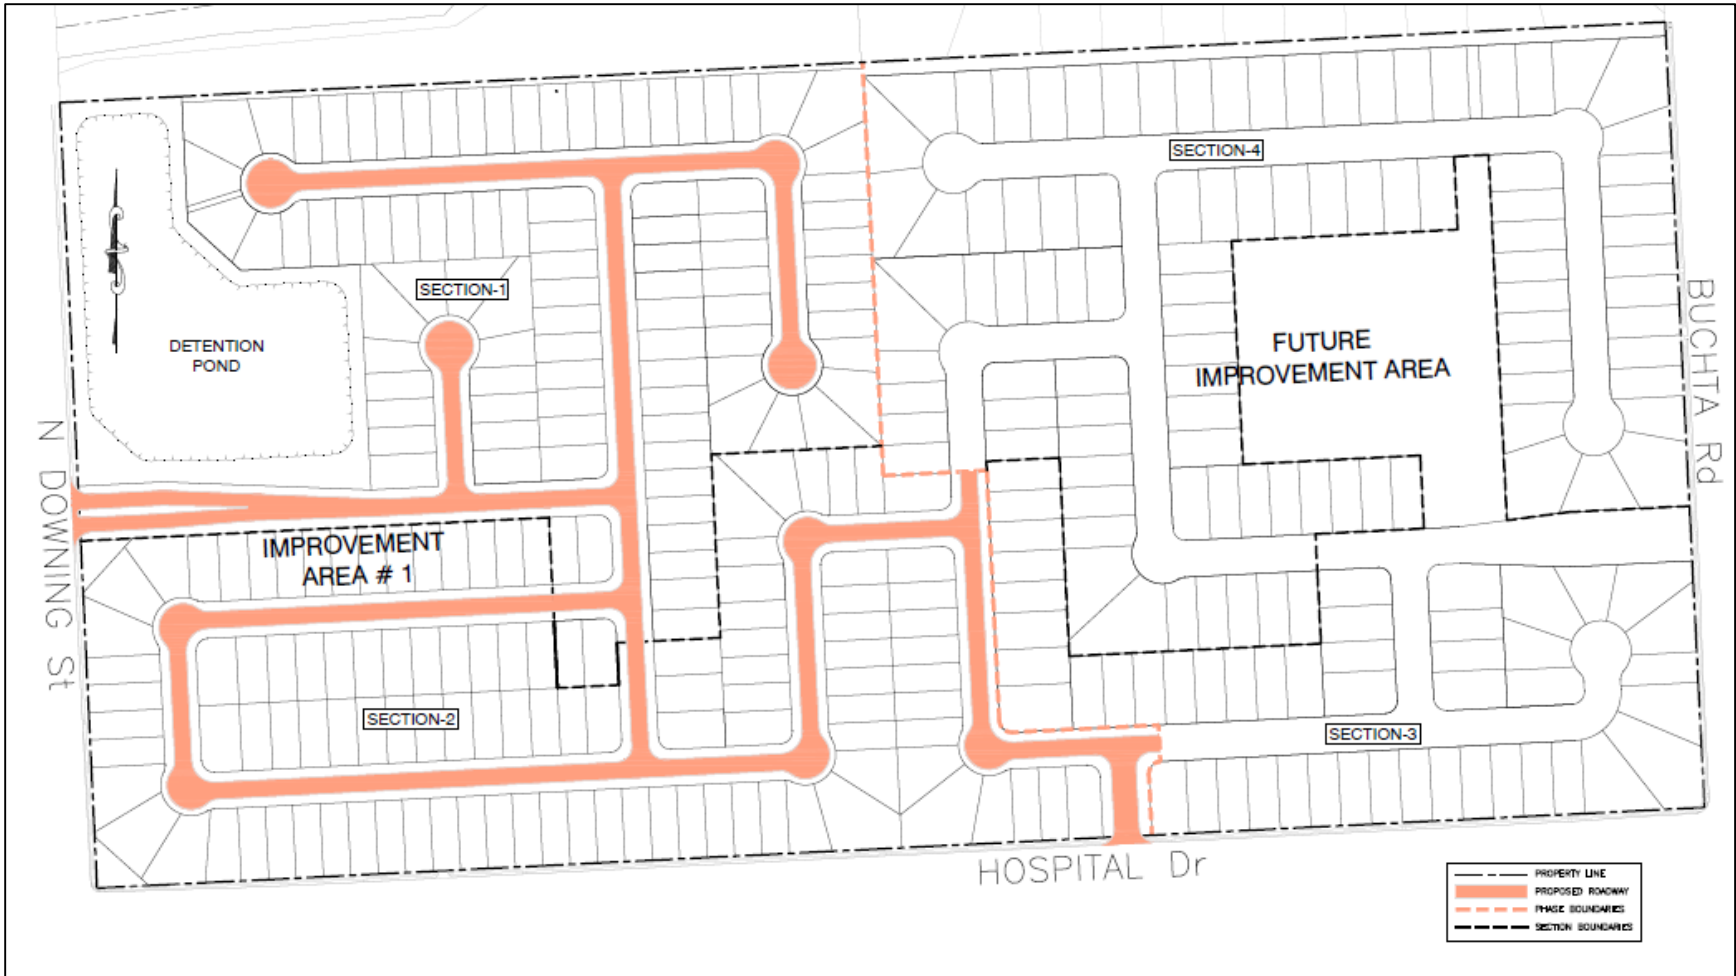 SECTION-4
SECTION-1
DETENTION
POND
FUTURE
IMPROVEMENT AREA
BUCHTA Rd
N DOWNING St
IMPROVEMENT
AREA # 1
SECTION-2
SECTION-3
HOSPITAL Dr
PROPERTY LINE
PROPOSED ROADWAY
PHASE BOUNDARIES
SECTION BOUNDARIES